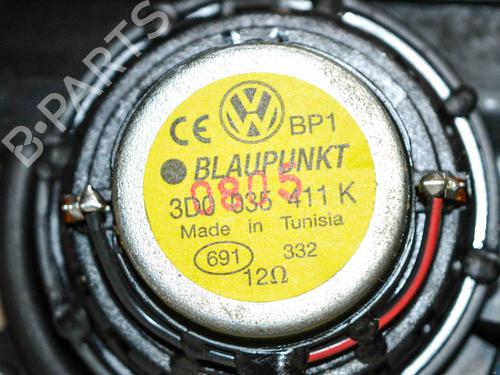 B·PARTS
CE VW BP1
BLAUPUNKT
0805
3D0 035 411 K
Made in Tunisia
691 332
12Ω